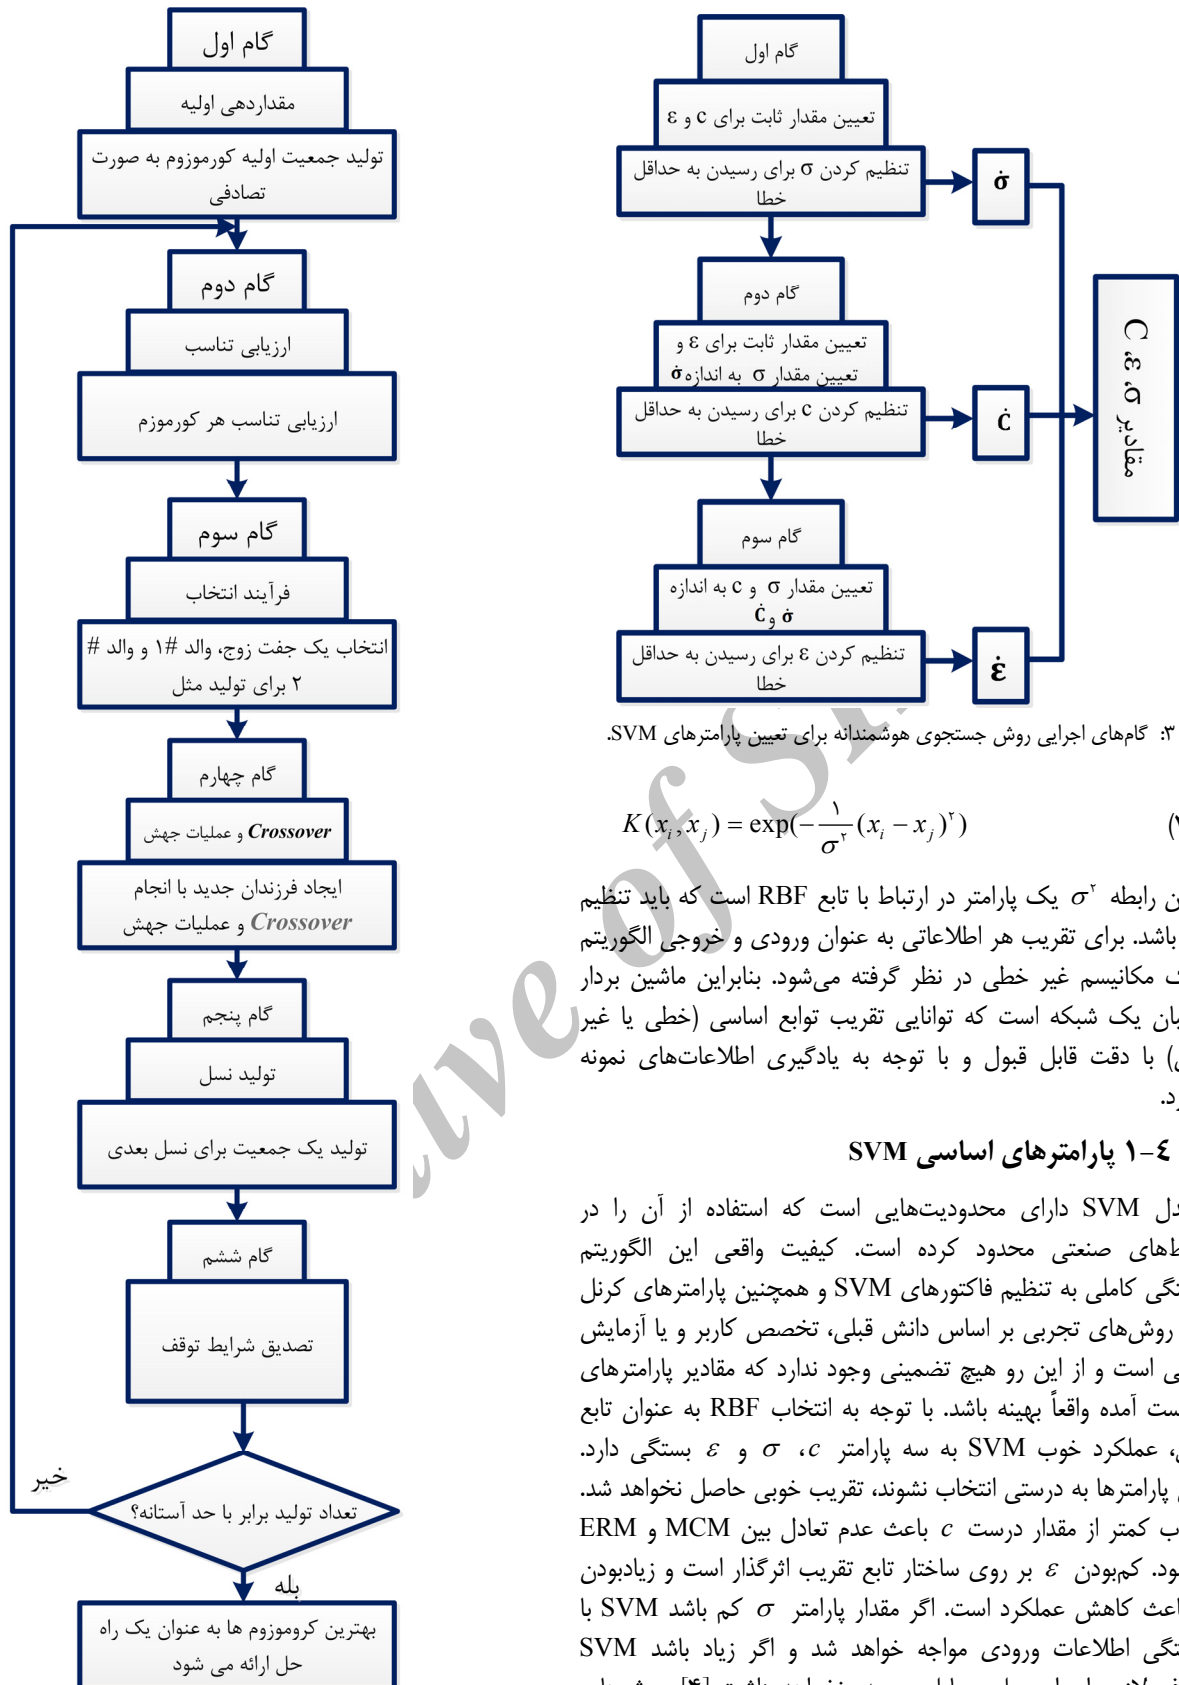 گام اول
مقداردهی اولیه
تولید جمعیت اولیه کورموزوم به صورت
تصادفی
گام دوم
ارزیابی تناسب
ارزیابی تناسب هر کورموزم
گام سوم
فرآیند انتخاب
انتخاب یک جفت زوج، والد #۱ و والد #
۲ برای تولید مثل
گام چهارم
Crossover و عملیات جهش
ایجاد فرزندان جدید با انجام
Crossover و عملیات جهش
گام پنجم
تولید نسل
تولید یک جمعیت برای نسل بعدی
گام ششم
تصدیق شرایط توقف
تعداد تولید برابر با حد آستانه؟
خیر
بله
بهترین کروموزوم ها به عنوان یک راه
حل ارائه می شود
گام اول
تعیین مقدار ثابت برای c و ε
تنظیم کردن σ برای رسیدن به حداقل
خطا
σ̇
گام دوم
تعیین مقدار ثابت برای ε و
تعیین مقدار σ به اندازه σ̇
تنظیم کردن c برای رسیدن به حداقل
خطا
Ċ
گام سوم
تعیین مقدار σ و c به اندازه
σ̇ و Ċ
تنظیم کردن ε برای رسیدن به حداقل
خطا
ε̇
مقادیر σ، ε، C
۳: گام‌های اجرایی روش جستجوی هوشمندانه برای تعیین پارامترهای SVM.
K(x_i, x_j) = exp(−۱/σ^۲ (x_i − x_j)^۲)
رابطه σ^۲ یک پارامتر در ارتباط با تابع RBF است که باید تنظیم
باشد. برای تقریب هر اطلاعاتی به عنوان ورودی و خروجی الگوریتم
مکانیسم غیر خطی در نظر گرفته می‌شود. بنابراین ماشین بردار
یک شبکه است که توانایی تقریب توابع اساسی (خطی یا غیر
) با دقت قابل قبول و با توجه به یادگیری اطلاعات‌های نمونه
۱-٤ پارامترهای اساسی SVM
SVM دارای محدودیت‌هایی است که استفاده از آن را در
صنعتی محدود کرده است. کیفیت واقعی این الگوریتم
کاملی به تنظیم فاکتورهای SVM و همچنین پارامترهای کرنل
روش‌های تجربی بر اساس دانش قبلی، تخصص کاربر و یا آزمایش
است و از این رو هیچ تضمینی وجود ندارد که مقادیر پارامترهای
آمده واقعاً بهینه باشد. با توجه به انتخاب RBF به عنوان تابع
، عملکرد خوب SVM به سه پارامتر c، σ و ε بستگی دارد.
پارامترها به درستی انتخاب نشوند، تقریب خوبی حاصل نخواهد شد.
کمتر از مقدار درست c باعث عدم تعادل بین MCM و ERM
. کم‌بودن ε بر روی ساختار تابع تقریب اثرگذار است و زیادبودن
کاهش عملکرد است. اگر مقدار پارامتر σ کم باشد SVM با
اطلاعات ورودی مواجه خواهد شد و اگر زیاد باشد SVM
Archive of SID